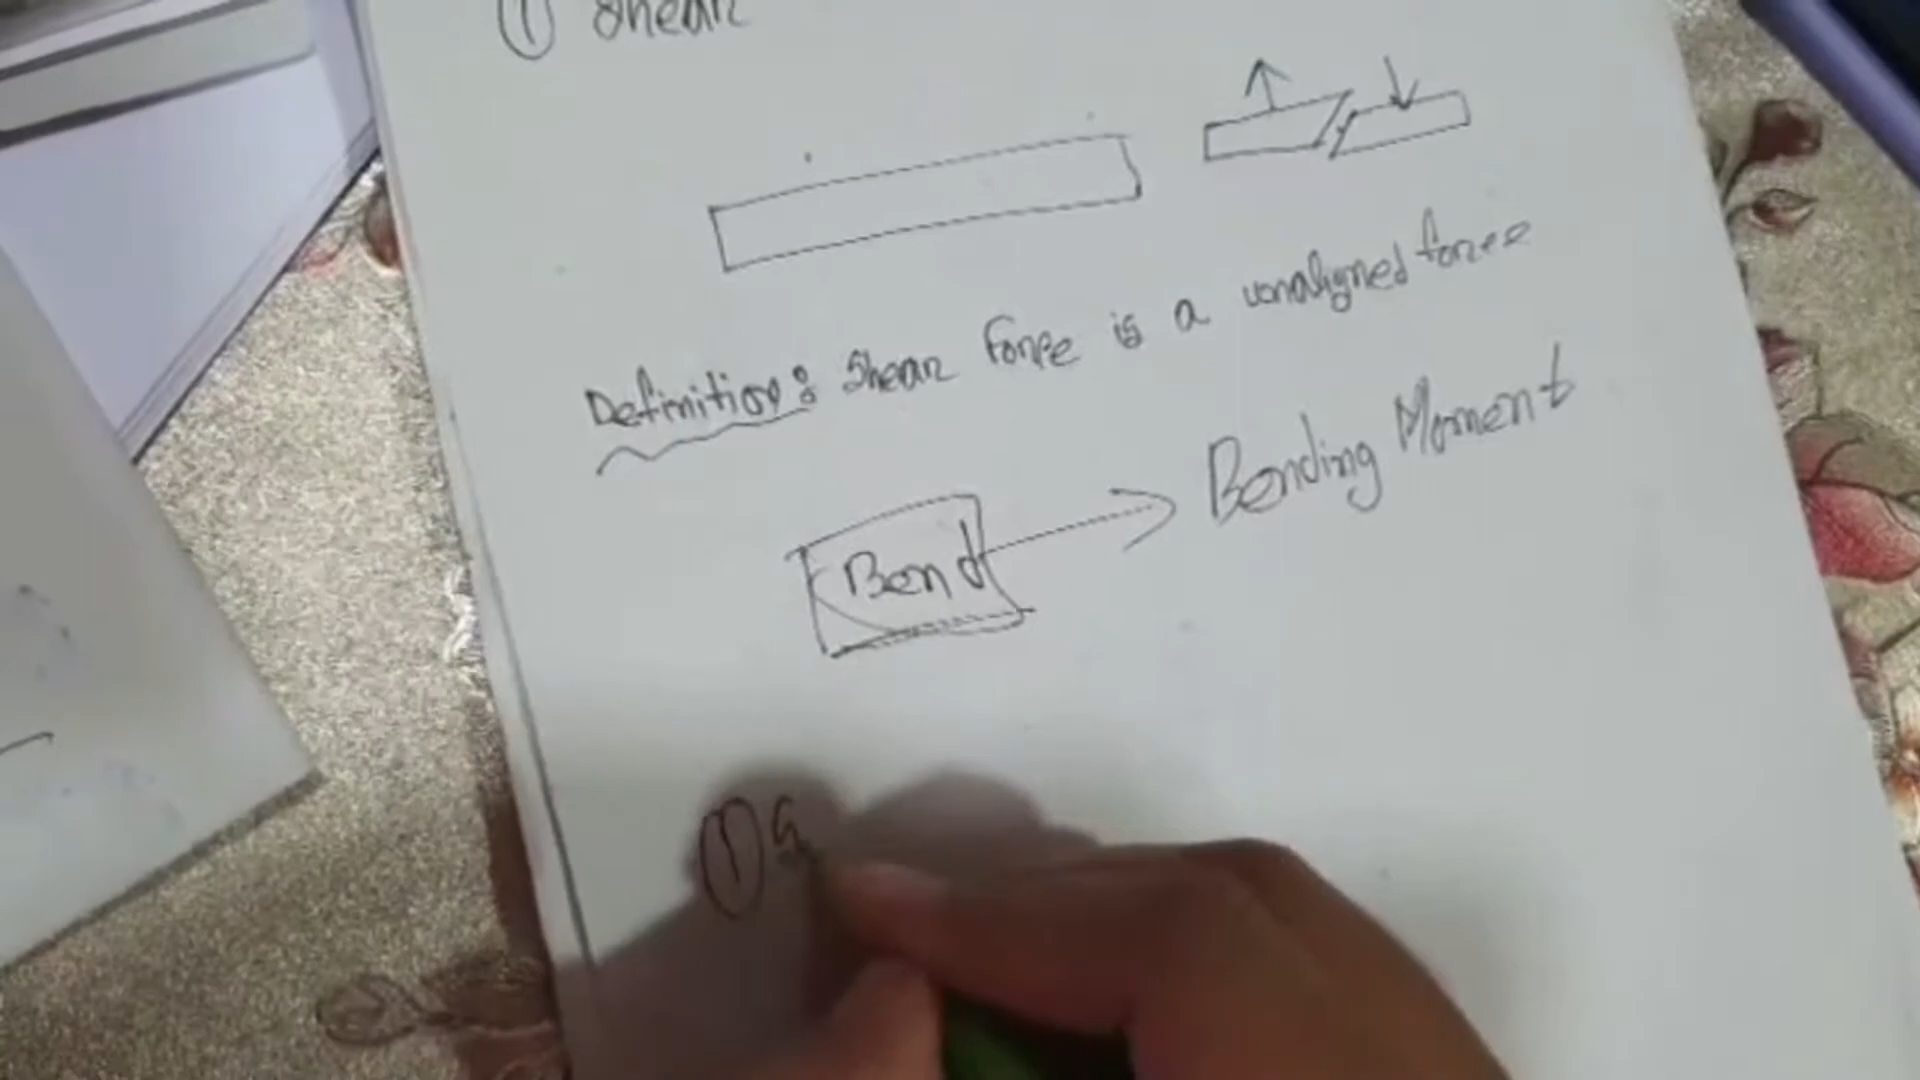 ① Shear
Definition: Shear Force is a unaligned force
Bend → Bending Moment
① S